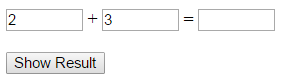 2 + 3 =
Show Result